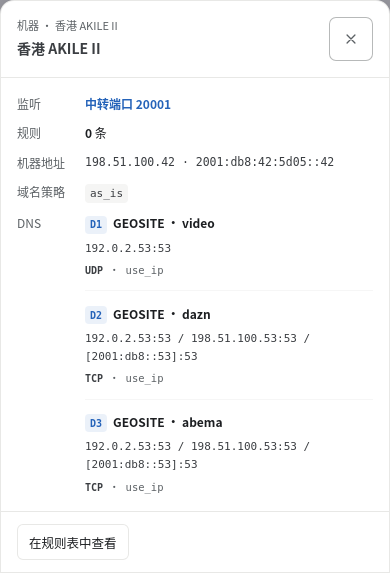 机器 · 香港 AKILE II
香港 AKILE II
×
监听 中转端口 20001
规则 0 条
机器地址 198.51.100.42 · 2001:db8:42:5d05::42
域名策略 as_is
DNS D1 GEOSITE · video
192.0.2.53:53
UDP · use_ip
D2 GEOSITE · dazn
192.0.2.53:53 / 198.51.100.53:53 /
[2001:db8::53]:53
TCP · use_ip
D3 GEOSITE · abema
192.0.2.53:53 / 198.51.100.53:53 /
[2001:db8::53]:53
TCP · use_ip
在规则表中查看